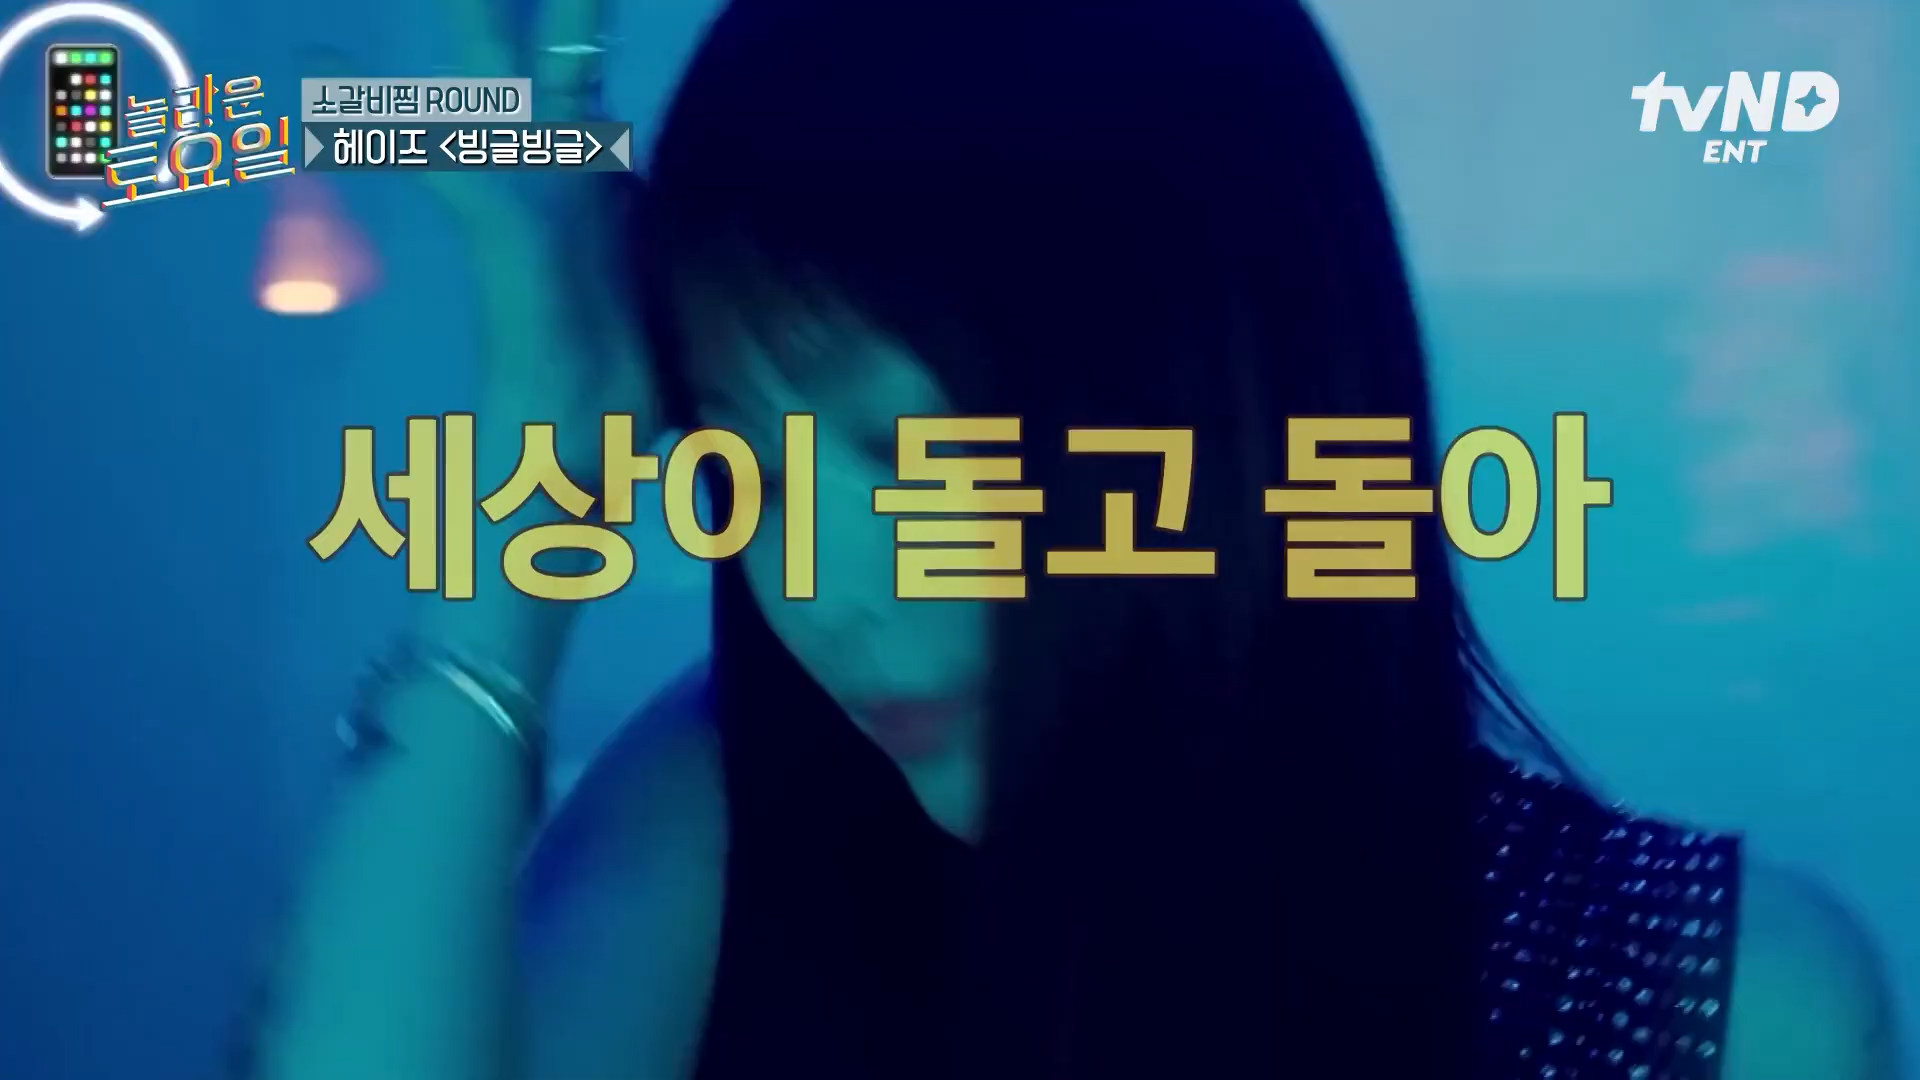 놀라운
토요일
소갈비찜 ROUND
헤이즈 <빙글빙글>
tvND
ENT
세상이 돌고 돌아